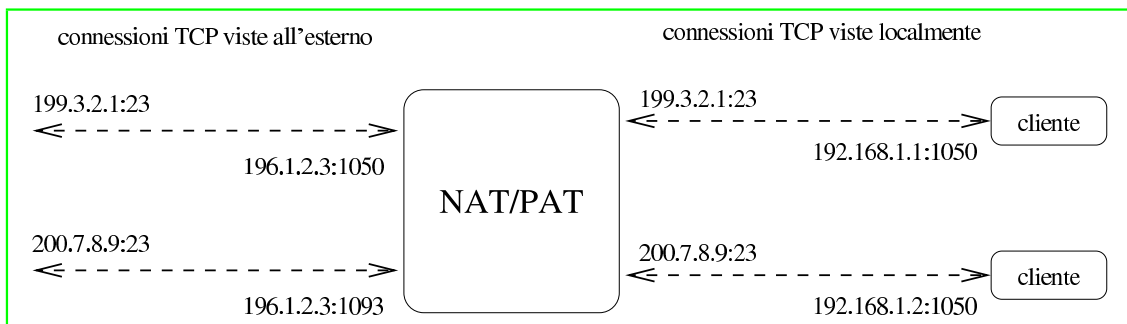 connessioni TCP viste all'esterno
connessioni TCP viste localmente
199.3.2.1:23
196.1.2.3:1050
199.3.2.1:23
192.168.1.1:1050
cliente
NAT/PAT
200.7.8.9:23
196.1.2.3:1093
200.7.8.9:23
192.168.1.2:1050
cliente